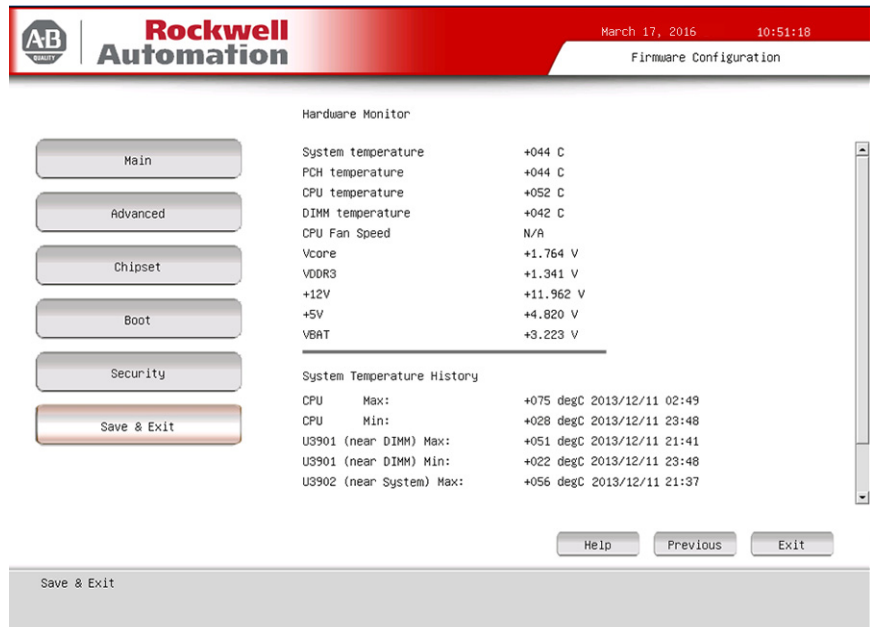 AB
QUALITY
Rockwell
Automation
March 17, 2016 10:51:18
Firmware Configuration
Hardware Monitor
Main
Advanced
Chipset
Boot
Security
Save & Exit
System temperature +044 C
PCH temperature +044 C
CPU temperature +052 C
DIMM temperature +042 C
CPU Fan Speed N/A
Vcore +1.764 V
VDDR3 +1.341 V
+12V +11.962 V
+5V +4.820 V
VBAT +3.223 V
System Temperature History
CPU Max: +075 degC 2013/12/11 02:49
CPU Min: +028 degC 2013/12/11 23:48
U3901 (near DIMM) Max: +051 degC 2013/12/11 21:41
U3901 (near DIMM) Min: +022 degC 2013/12/11 23:48
U3902 (near System) Max: +056 degC 2013/12/11 21:37
Help Previous Exit
Save & Exit